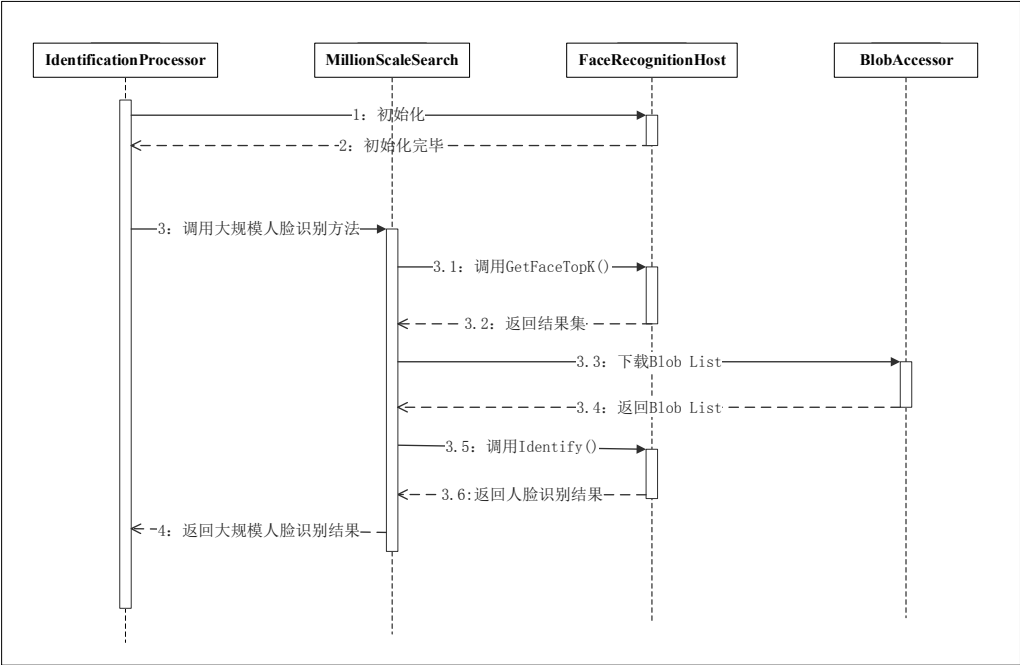 IdentificationProcessor
MillionScaleSearch
FaceRecognitionHost
BlobAccessor
1：初始化
2：初始化完毕
3：调用大规模人脸识别方法
3.1：调用GetFaceTopK()
3.2：返回结果集
3.3：下载Blob List
3.4：返回Blob List
3.5：调用Identify()
3.6:返回人脸识别结果
4：返回大规模人脸识别结果